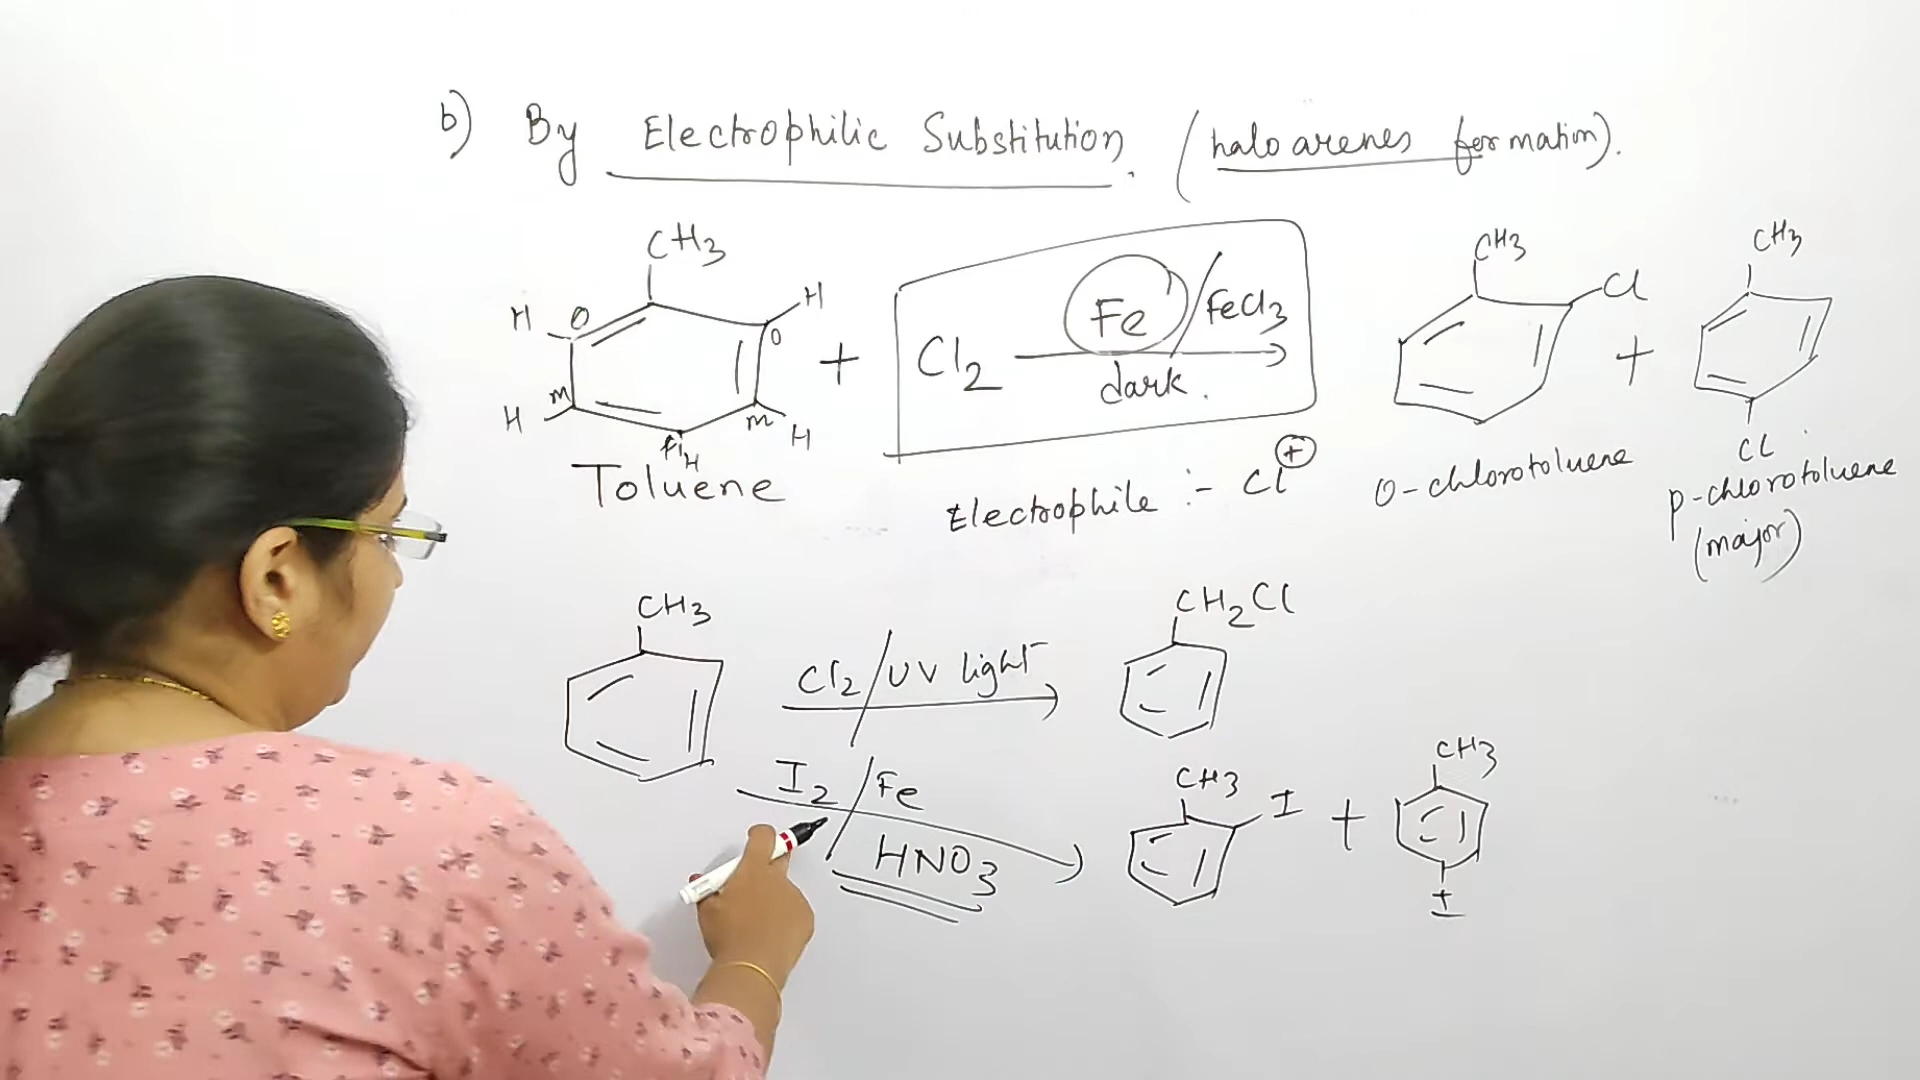 b) By Electrophilic Substitution. (halo arenes formation).
CH3
H O O H
m m
H p H H
Toluene
+
Cl2 Fe/FeCl3
dark.
CH3
Cl
+
CH3
Cl
Electrophile :- Cl+
o-chlorotoluene
p-chlorotoluene
(major)
CH3
Cl2/UV light
CH2Cl
I2/Fe
HNO3
CH3
I
+
CH3
I